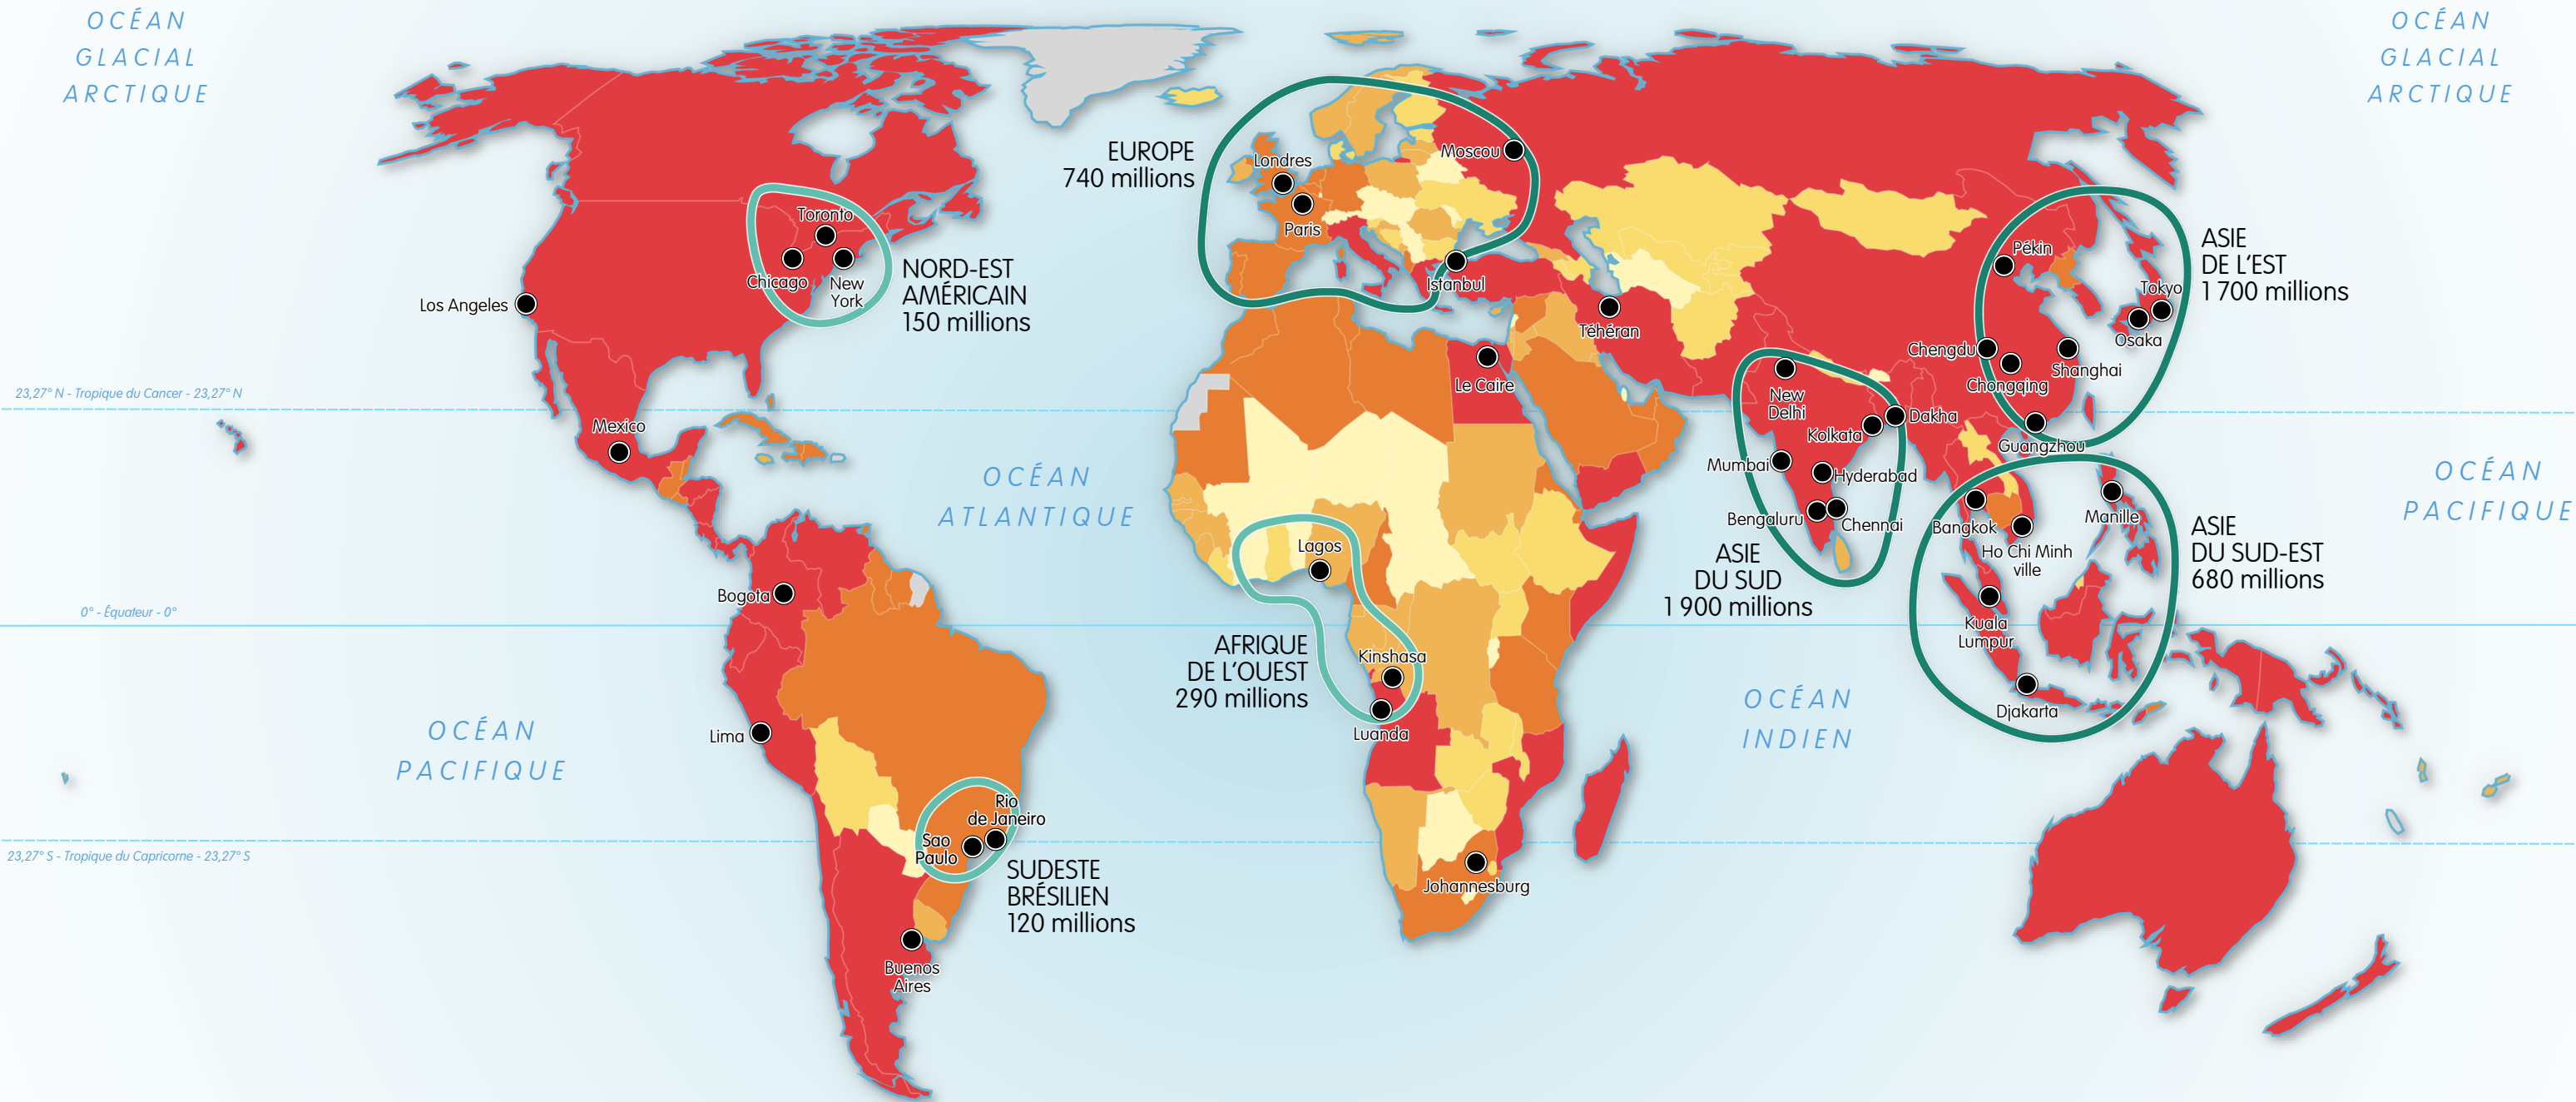 OCÉAN
GLACIAL
ARCTIQUE
OCÉAN
GLACIAL
ARCTIQUE
EUROPE
740 millions
Londres
Paris
Moscou
Istanbul
Toronto
Chicago
New
York
NORD-EST
AMÉRICAIN
150 millions
Los Angeles
Téhéran
Le Caire
Pékin
Tokyo
Osaka
Chengdu
Chongqing
Shanghai
Guangzhou
ASIE
DE L'EST
1 700 millions
23,27° N - Tropique du Cancer - 23,27° N
Mexico
New
Delhi
Kolkata
Dakha
Mumbai
Hyderabad
Bengaluru
Chennai
ASIE
DU SUD
1 900 millions
OCÉAN
ATLANTIQUE
OCÉAN
PACIFIQUE
Bangkok
Ho Chi Minh
ville
Manille
Kuala
Lumpur
Djakarta
ASIE
DU SUD-EST
680 millions
Lagos
Bogota
0° - Équateur - 0°
AFRIQUE
DE L'OUEST
290 millions
Kinshasa
Luanda
OCÉAN
INDIEN
OCÉAN
PACIFIQUE
Lima
Rio
de Janeiro
Sao
Paulo
SUDESTE
BRÉSILIEN
120 millions
23,27° S - Tropique du Capricorne - 23,27° S
Johannesburg
Buenos
Aires